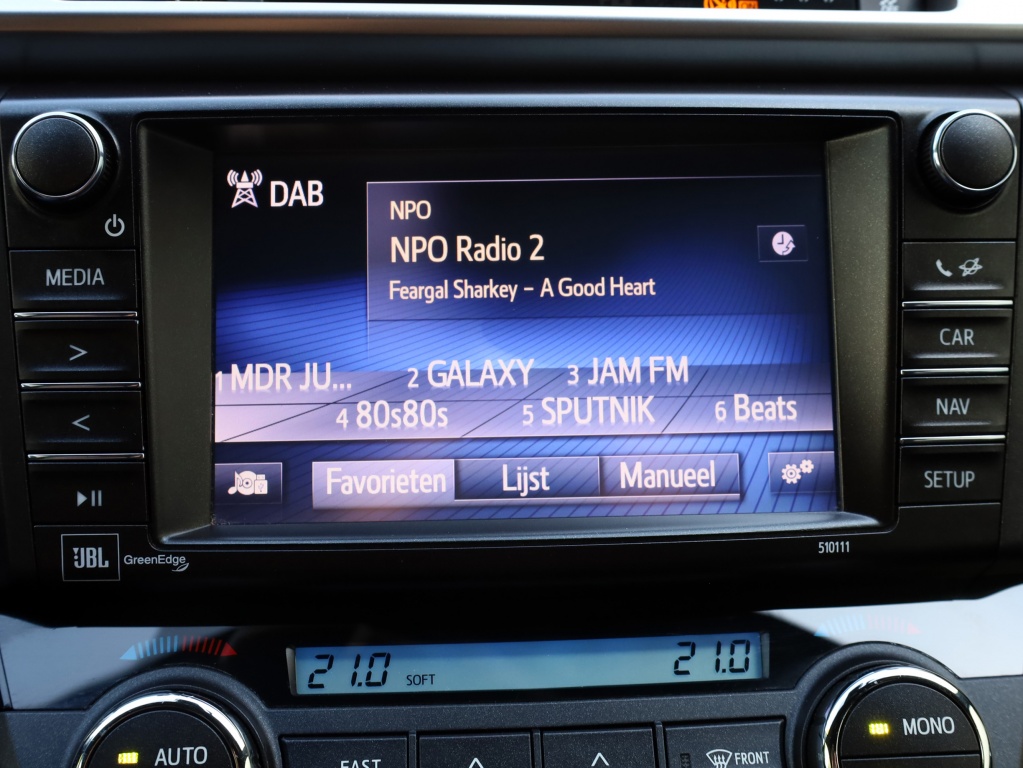 DAB
NPO
NPO Radio 2
Feargal Sharkey - A Good Heart
1 MDR JU... 2 GALAXY 3 JAM FM
4 80s80s 5 SPUTNIK 6 Beats
Favorieten Lijst Manueel
MEDIA
>
<
CAR
NAV
SETUP
JBL GreenEdge
510111
21.0 SOFT 21.0
AUTO
FAST
FRONT
MONO